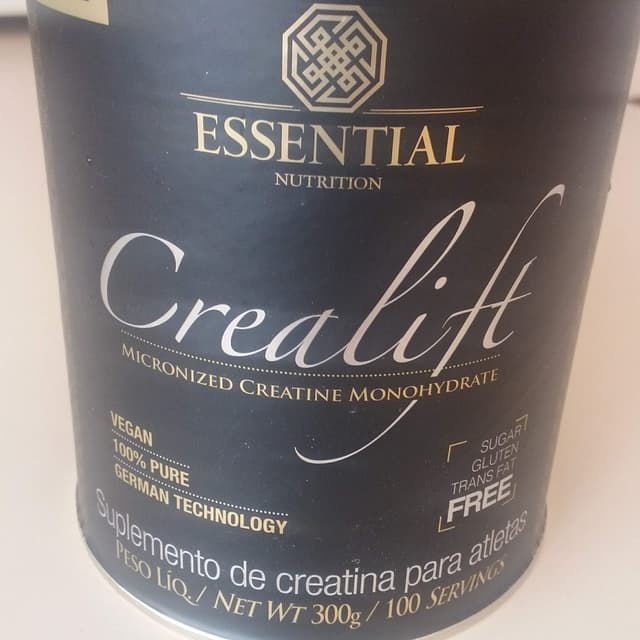 ESSENTIAL
NUTRITION
Crealift
MICRONIZED CREATINE MONOHYDRATE
VEGAN
100% PURE
GERMAN TECHNOLOGY
SUGAR
GLUTEN
TRANS FAT
FREE
Suplemento de creatina para atletas
PESO LÍQ. / NET WT 300g / 100 SERVINGS